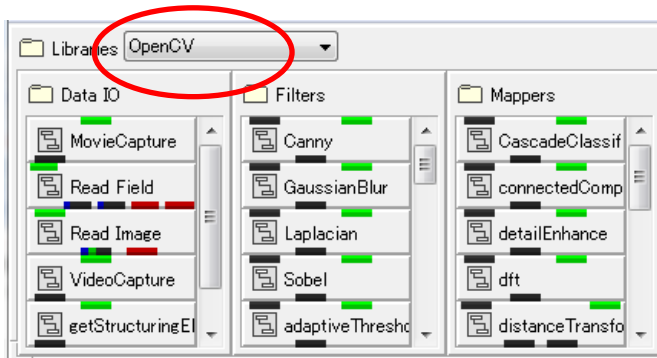 Libraries OpenCV
Data IO
MovieCapture
Read Field
Read Image
VideoCapture
getStructuringEl
Filters
Canny
GaussianBlur
Laplacian
Sobel
adaptiveThresho
Mappers
CascadeClassif
connectedComp
detailEnhance
dft
distanceTransfo